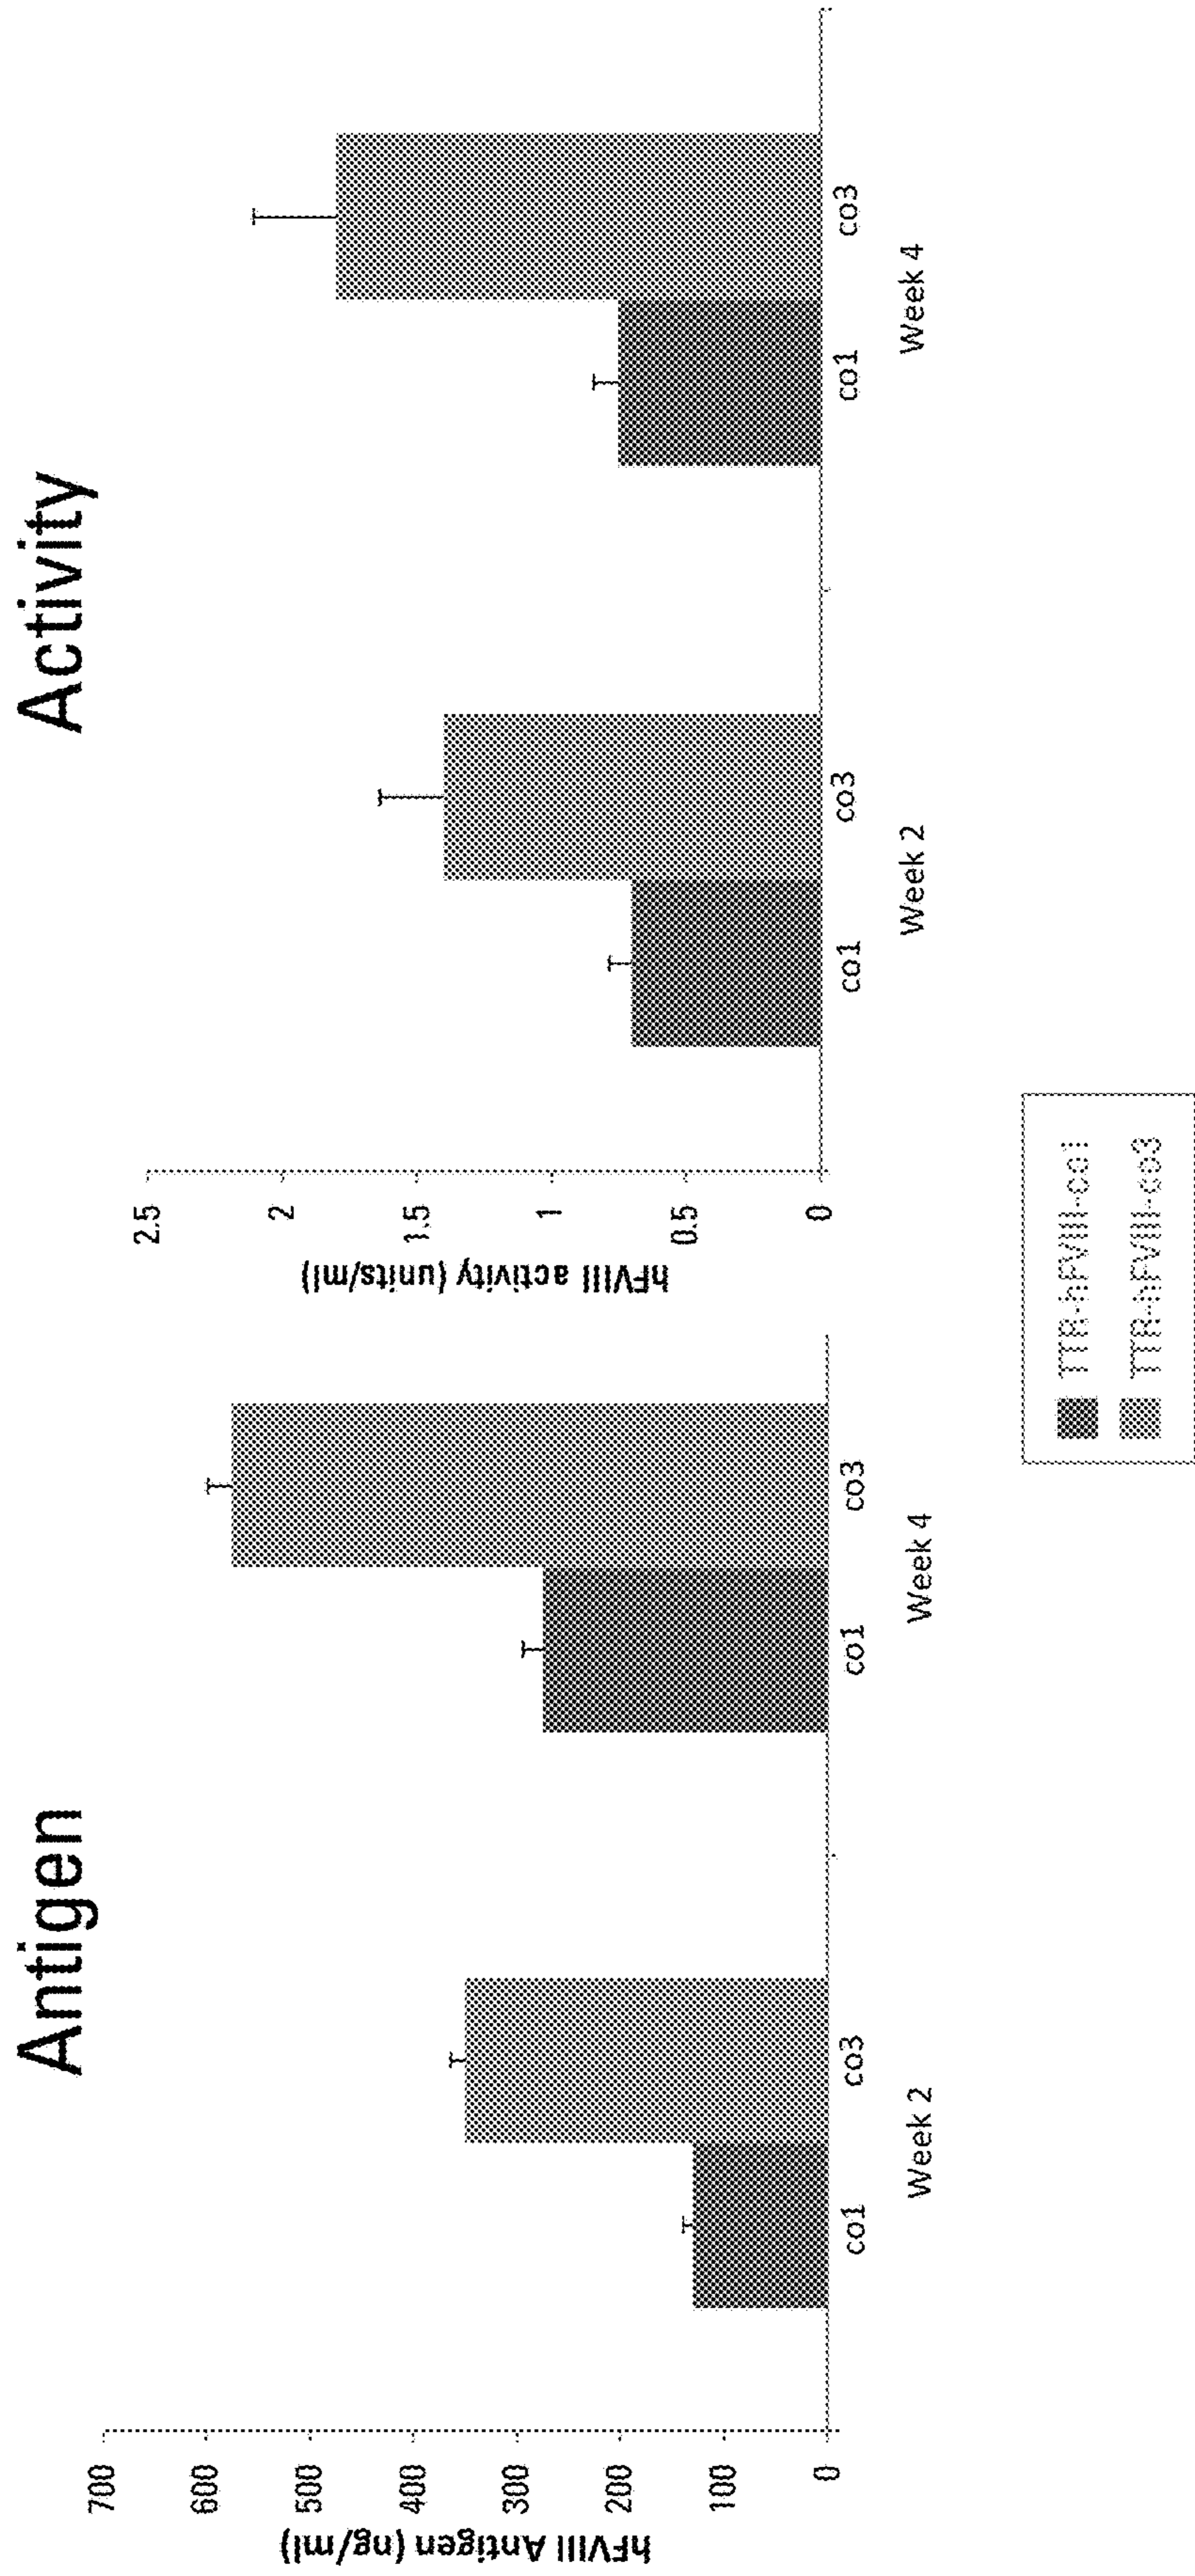 Antigen
700
600
500
400
300
200
100
0
hFVIII Antigen (ng/ml)
co1
co3
co1
co3
Week 2
Week 4
Activity
2.5
2
1.5
1
0.5
0
hFVIII activity (units/ml)
co1
co3
co1
co3
Week 2
Week 4
TTR-hFVIII-co1
TTR-hFVIII-co3